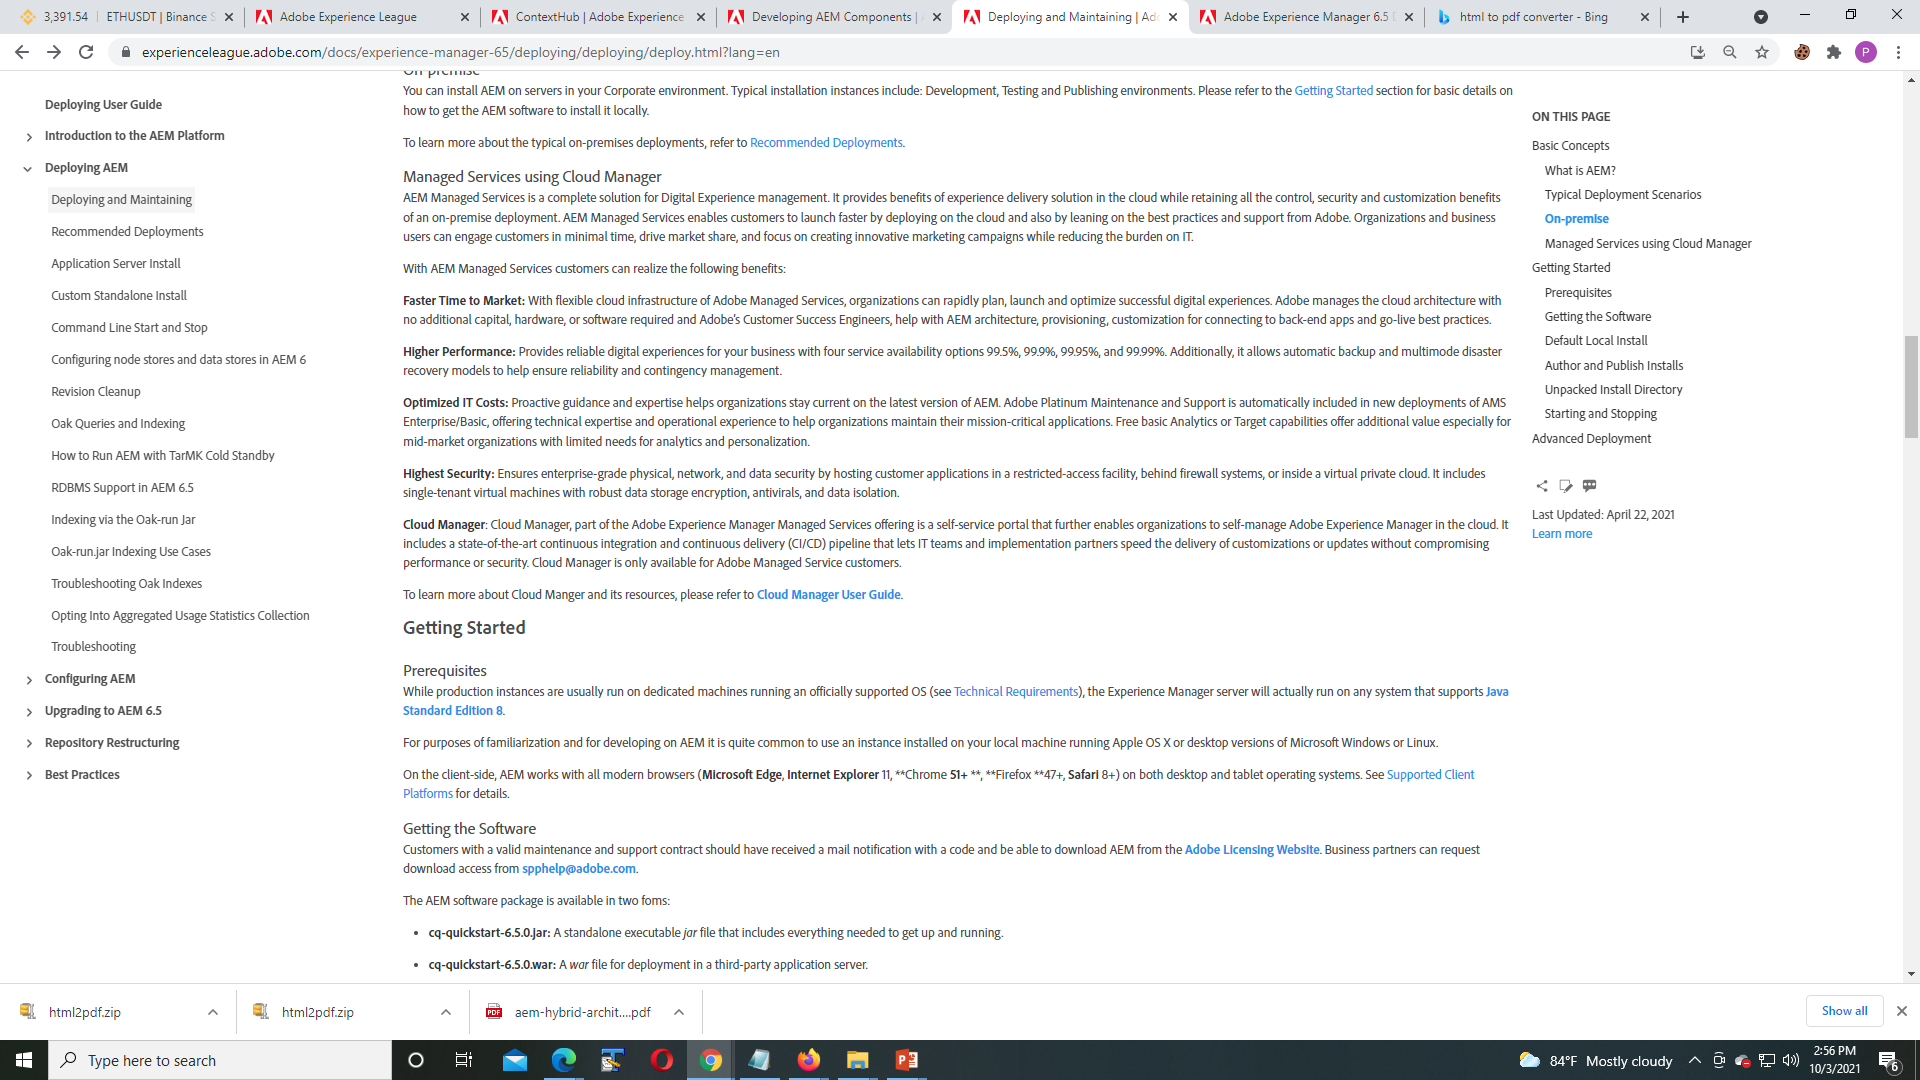 3,391.54 | ETHUSDT | Binance S
Adobe Experience League
ContextHub | Adobe Experience
Developing AEM Components |
Deploying and Maintaining | Ado
Adobe Experience Manager 6.5 D
html to pdf converter - Bing
experienceleague.adobe.com/docs/experience-manager-65/deploying/deploying/deploy.html?lang=en
P
Deploying User Guide
Introduction to the AEM Platform
Deploying AEM
Deploying and Maintaining
Recommended Deployments
Application Server Install
Custom Standalone Install
Command Line Start and Stop
Configuring node stores and data stores in AEM 6
Revision Cleanup
Oak Queries and Indexing
How to Run AEM with TarMK Cold Standby
RDBMS Support in AEM 6.5
Indexing via the Oak-run Jar
Oak-run.jar Indexing Use Cases
Troubleshooting Oak Indexes
Opting Into Aggregated Usage Statistics Collection
Troubleshooting
Configuring AEM
Upgrading to AEM 6.5
Repository Restructuring
Best Practices
On-premise
You can install AEM on servers in your Corporate environment. Typical installation instances include: Development, Testing and Publishing environments. Please refer to the Getting Started section for basic details on
how to get the AEM software to install it locally.
To learn more about the typical on-premises deployments, refer to Recommended Deployments.
Managed Services using Cloud Manager
AEM Managed Services is a complete solution for Digital Experience management. It provides benefits of experience delivery solution in the cloud while retaining all the control, security and customization benefits
of an on-premise deployment. AEM Managed Services enables customers to launch faster by deploying on the cloud and also by leaning on the best practices and support from Adobe. Organizations and business
users can engage customers in minimal time, drive market share, and focus on creating innovative marketing campaigns while reducing the burden on IT.
With AEM Managed Services customers can realize the following benefits:
Faster Time to Market: With flexible cloud infrastructure of Adobe Managed Services, organizations can rapidly plan, launch and optimize successful digital experiences. Adobe manages the cloud architecture with
no additional capital, hardware, or software required and Adobe's Customer Success Engineers, help with AEM architecture, provisioning, customization for connecting to back-end apps and go-live best practices.
Higher Performance: Provides reliable digital experiences for your business with four service availability options 99.5%, 99.9%, 99.95%, and 99.99%. Additionally, it allows automatic backup and multimode disaster
recovery models to help ensure reliability and contingency management.
Optimized IT Costs: Proactive guidance and expertise helps organizations stay current on the latest version of AEM. Adobe Platinum Maintenance and Support is automatically included in new deployments of AMS
Enterprise/Basic, offering technical expertise and operational experience to help organizations maintain their mission-critical applications. Free basic Analytics or Target capabilities offer additional value especially for
mid-market organizations with limited needs for analytics and personalization.
Highest Security: Ensures enterprise-grade physical, network, and data security by hosting customer applications in a restricted-access facility, behind firewall systems, or inside a virtual private cloud. It includes
single-tenant virtual machines with robust data storage encryption, antivirals, and data isolation.
Cloud Manager: Cloud Manager, part of the Adobe Experience Manager Managed Services offering is a self-service portal that further enables organizations to self-manage Adobe Experience Manager in the cloud. It
includes a state-of-the-art continuous integration and continuous delivery (CI/CD) pipeline that lets IT teams and implementation partners speed the delivery of customizations or updates without compromising
performance or security. Cloud Manager is only available for Adobe Managed Service customers.
To learn more about Cloud Manger and its resources, please refer to Cloud Manager User Guide.
Getting Started
Prerequisites
While production instances are usually run on dedicated machines running an officially supported OS (see Technical Requirements), the Experience Manager server will actually run on any system that supports Java
Standard Edition 8.
For purposes of familiarization and for developing on AEM it is quite common to use an instance installed on your local machine running Apple OS X or desktop versions of Microsoft Windows or Linux.
On the client-side, AEM works with all modern browsers (Microsoft Edge, Internet Explorer 11, **Chrome 51+ **, **Firefox **47+, Safari 8+) on both desktop and tablet operating systems. See Supported Client
Platforms for details.
Getting the Software
Customers with a valid maintenance and support contract should have received a mail notification with a code and be able to download AEM from the Adobe Licensing Website. Business partners can request
download access from spphelp@adobe.com.
The AEM software package is available in two foms:
• cq-quickstart-6.5.0.jar: A standalone executable jar file that includes everything needed to get up and running.
• cq-quickstart-6.5.0.war: A war file for deployment in a third-party application server.
ON THIS PAGE
Basic Concepts
What is AEM?
Typical Deployment Scenarios
On-premise
Managed Services using Cloud Manager
Getting Started
Prerequisites
Getting the Software
Default Local Install
Author and Publish Installs
Unpacked Install Directory
Starting and Stopping
Advanced Deployment
Last Updated: April 22, 2021
Learn more
html2pdf.zip
html2pdf.zip
aem-hybrid-archit....pdf
Show all
Type here to search
84°F Mostly cloudy
2:56 PM
10/3/2021
6